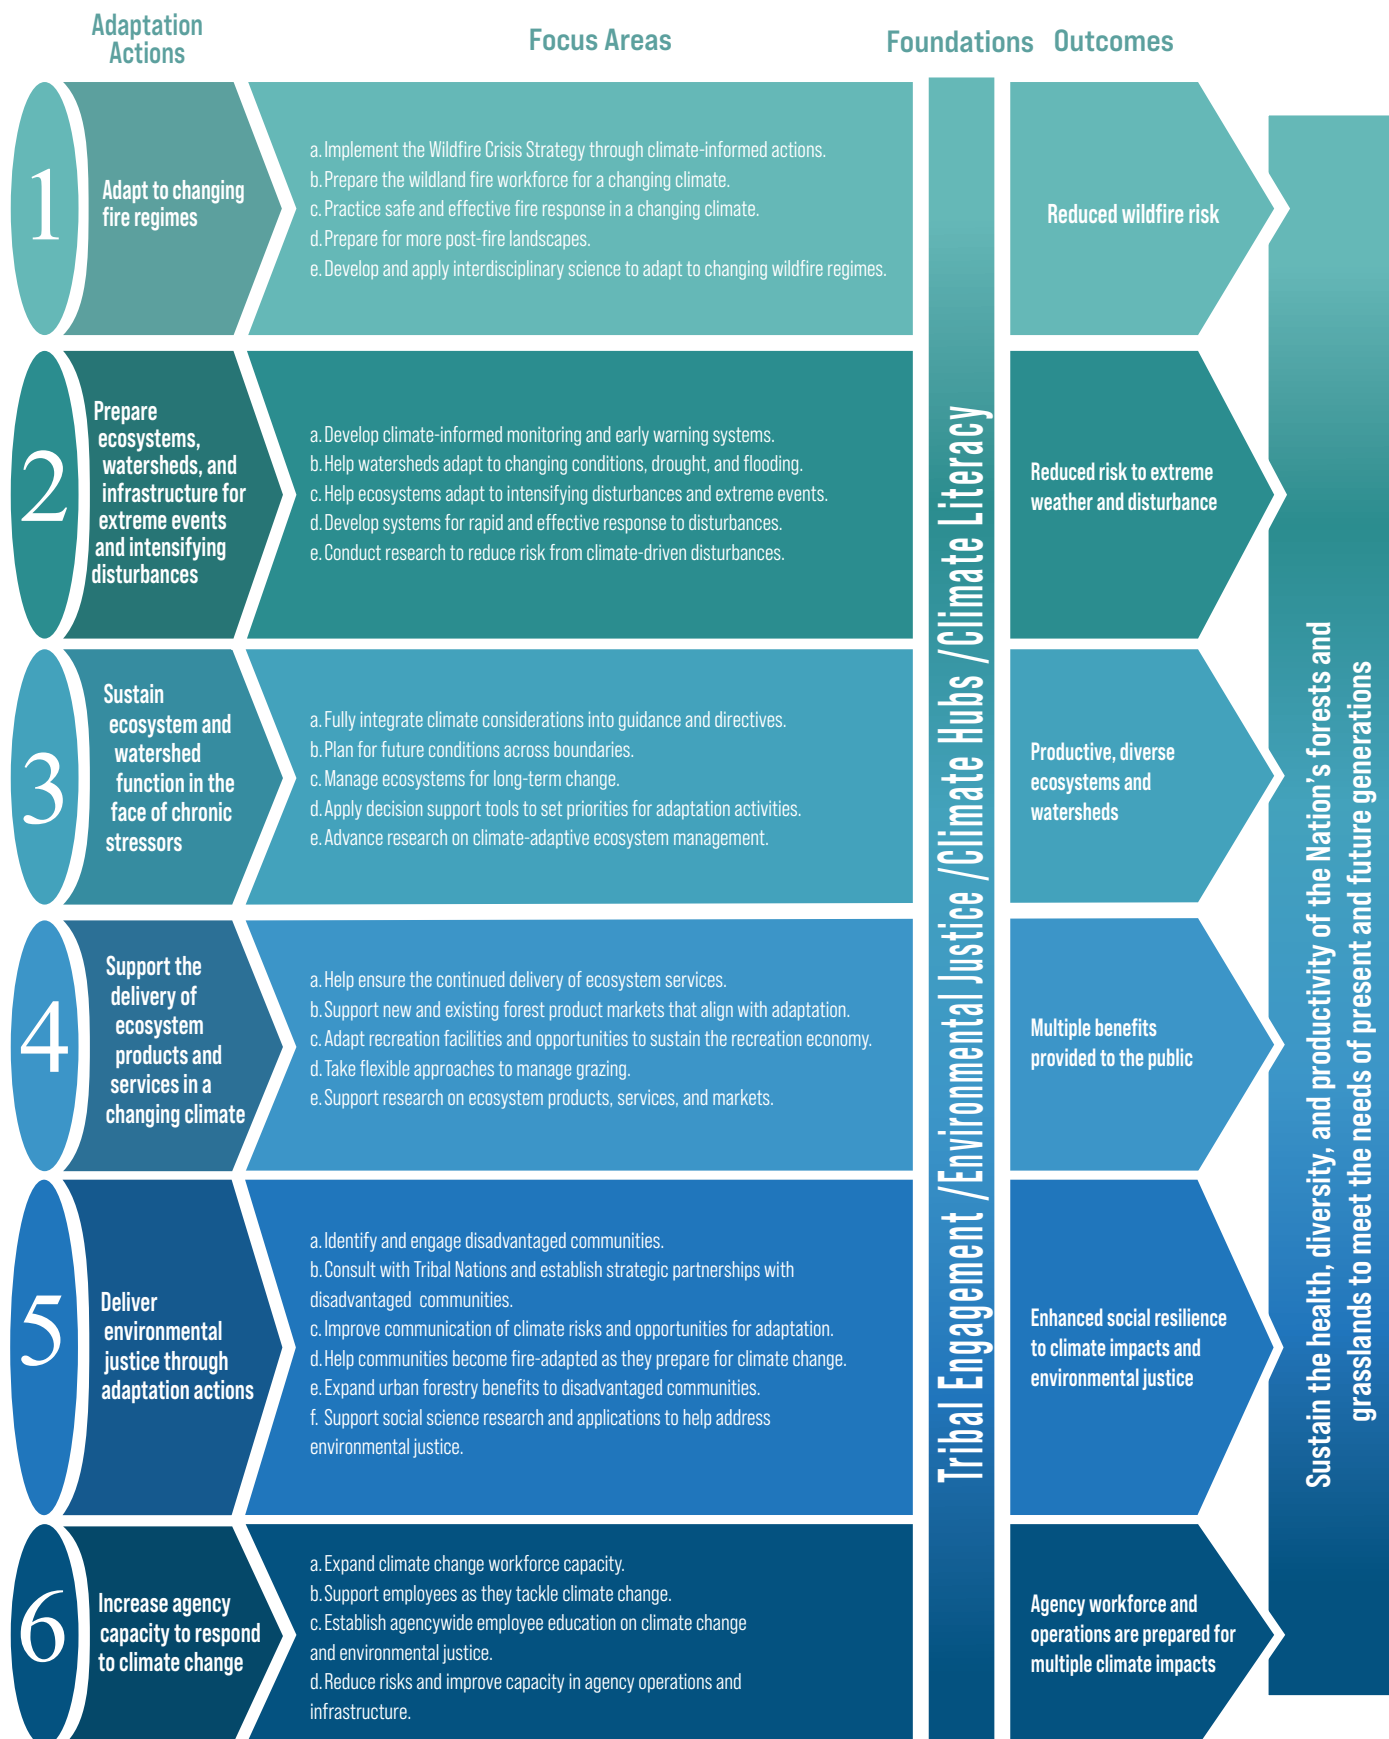 Adaptation
Actions
Focus Areas
Foundations
Outcomes
1
Adapt to changing
fire regimes
a. Implement the Wildfire Crisis Strategy through climate-informed actions.
b. Prepare the wildland fire workforce for a changing climate.
c. Practice safe and effective fire response in a changing climate.
d. Prepare for more post-fire landscapes.
e. Develop and apply interdisciplinary science to adapt to changing wildfire regimes.
Reduced wildfire risk
2
Prepare
ecosystems,
watersheds, and
infrastructure for
extreme events
and intensifying
disturbances
a. Develop climate-informed monitoring and early warning systems.
b. Help watersheds adapt to changing conditions, drought, and flooding.
c. Help ecosystems adapt to intensifying disturbances and extreme events.
d. Develop systems for rapid and effective response to disturbances.
e. Conduct research to reduce risk from climate-driven disturbances.
Reduced risk to extreme
weather and disturbance
3
Sustain
ecosystem and
watershed
function in the
face of chronic
stressors
a. Fully integrate climate considerations into guidance and directives.
b. Plan for future conditions across boundaries.
c. Manage ecosystems for long-term change.
d. Apply decision support tools to set priorities for adaptation activities.
e. Advance research on climate-adaptive ecosystem management.
Productive, diverse
ecosystems and
watersheds
4
Support the
delivery of
ecosystem
products and
services in a
changing climate
a. Help ensure the continued delivery of ecosystem services.
b. Support new and existing forest product markets that align with adaptation.
c. Adapt recreation facilities and opportunities to sustain the recreation economy.
d. Take flexible approaches to manage grazing.
e. Support research on ecosystem products, services, and markets.
Multiple benefits
provided to the public
5
Deliver
environmental
justice through
adaptation actions
a. Identify and engage disadvantaged communities.
b. Consult with Tribal Nations and establish strategic partnerships with
disadvantaged communities.
c. Improve communication of climate risks and opportunities for adaptation.
d. Help communities become fire-adapted as they prepare for climate change.
e. Expand urban forestry benefits to disadvantaged communities.
f. Support social science research and applications to help address
environmental justice.
Enhanced social resilience
to climate impacts and
environmental justice
6
Increase agency
capacity to respond
to climate change
a. Expand climate change workforce capacity.
b. Support employees as they tackle climate change.
c. Establish agencywide employee education on climate change
and environmental justice.
d. Reduce risks and improve capacity in agency operations and
infrastructure.
Agency workforce and
operations are prepared for
multiple climate impacts
Tribal Engagement /Environmental Justice /Climate Hubs /Climate Literacy
Sustain the health, diversity, and productivity of the Nation's forests and
grasslands to meet the needs of present and future generations